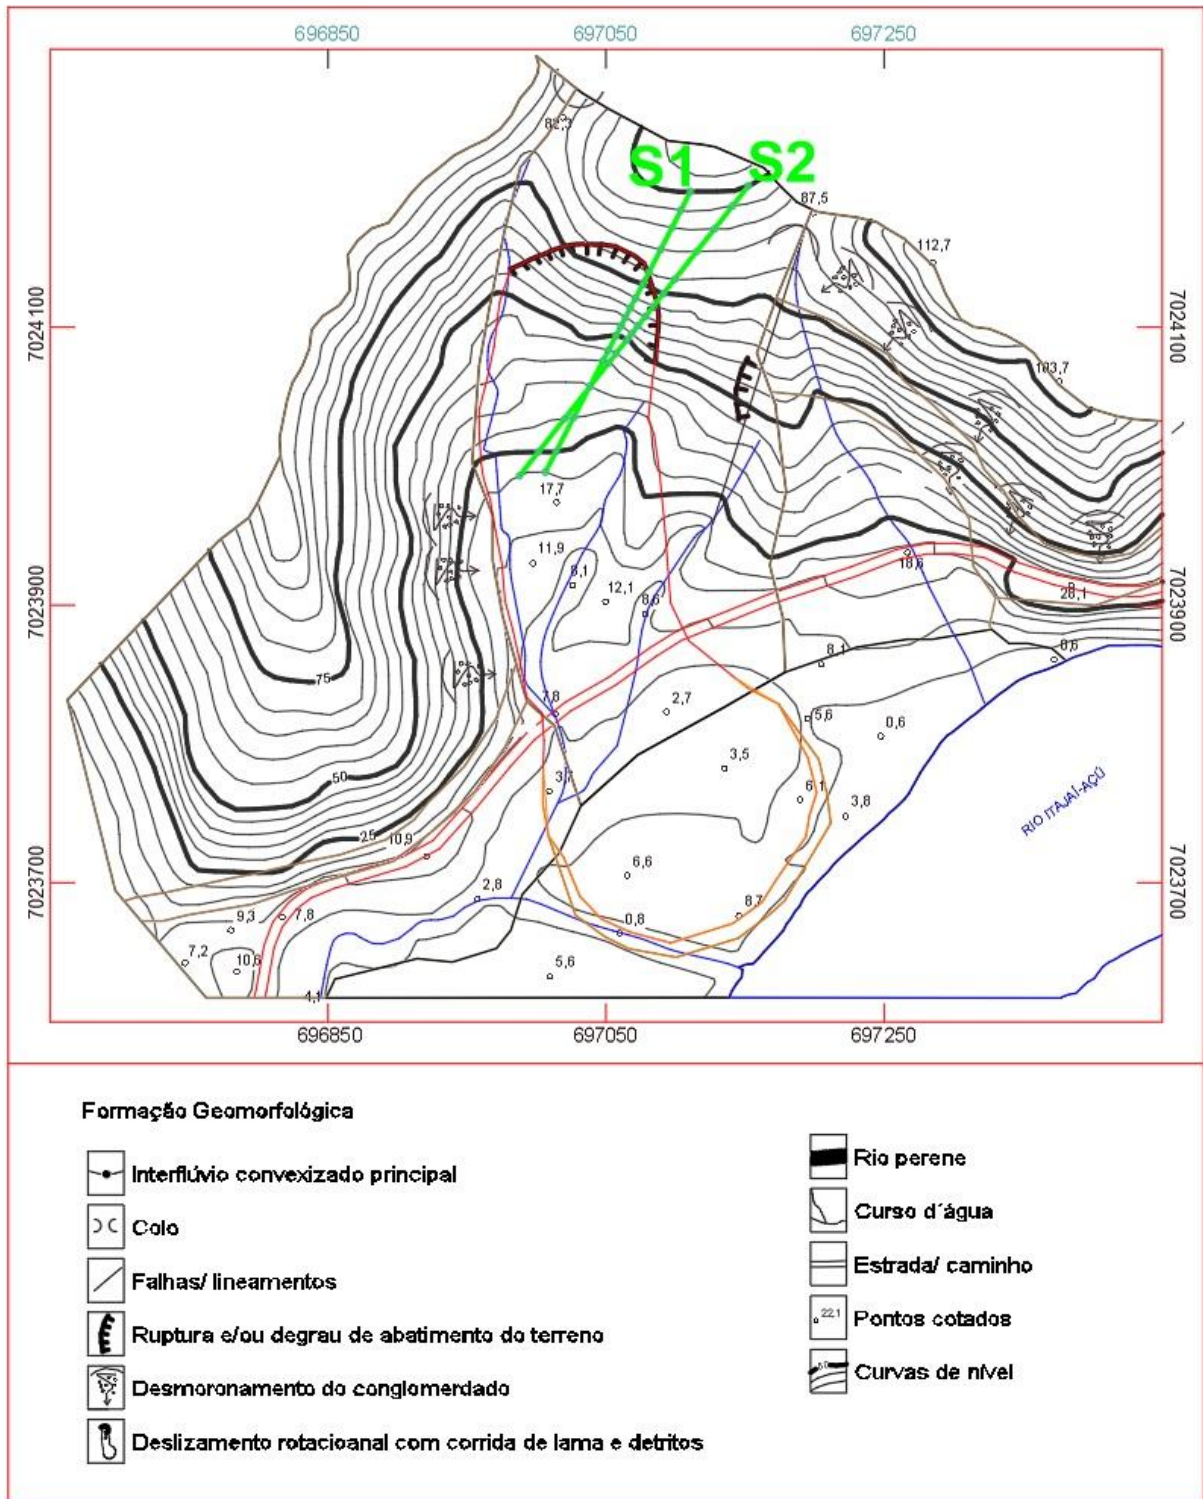 696850 697050 697250
82,3
S1 S2
87,5
112,7
7024100 7024100
103,7
17,7
11,9
8,1
12,1
8,6
18,6
28,1
7023900 7023900
8,1
0,6
75
7,8
2,7
5,6
0,6
3,5
50
3,7
6,1
3,8
RIO ITAJAÍ-AÇÚ
25
10,9
6,6
7023700 7023700
2,8
8,7
9,3
7,8
0,8
7,2
10,6
5,6
4,1
696850 697050 697250
Formação Geomorfológica
Interflúvio convexizado principal
Colo
Falhas/ lineamentos
Ruptura e/ou degrau de abatimento do terreno
Desmoronamento do conglomerdado
Deslizamento rotacioanal com corrida de lama e detritos
Rio perene
Curso d´água
Estrada/ caminho
22,1
Pontos cotados
Curvas de nível